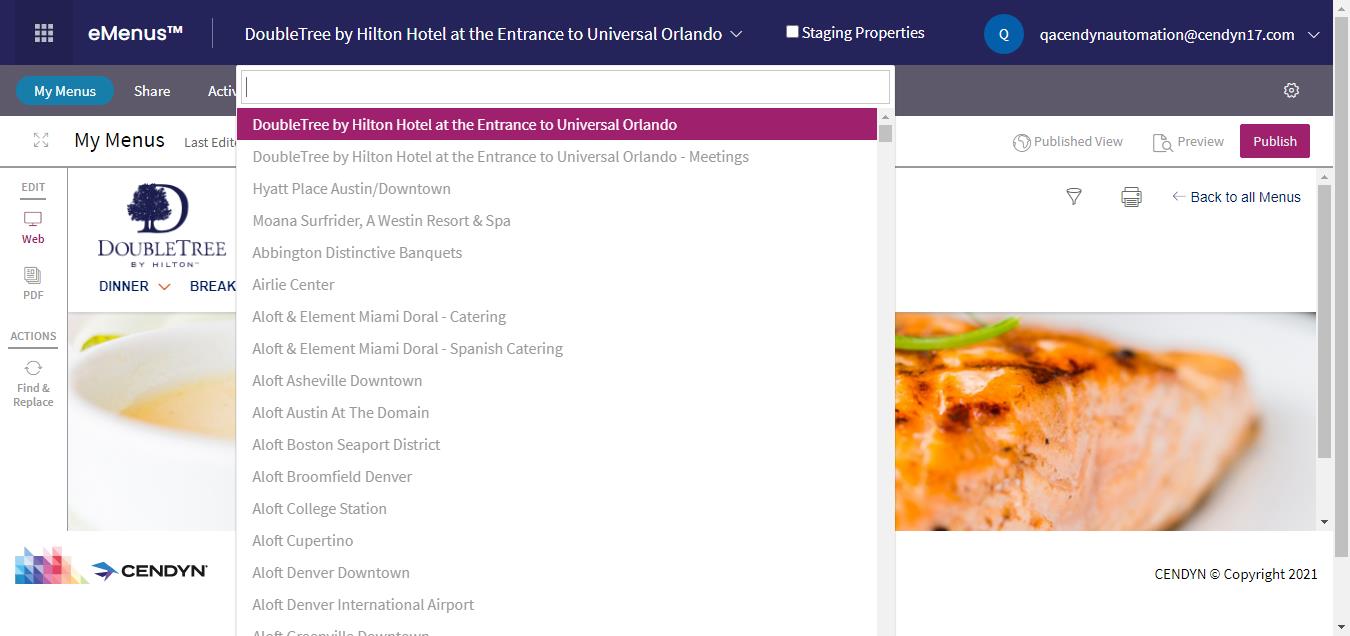 eMenus™
DoubleTree by Hilton Hotel at the Entrance to Universal Orlando
Staging Properties
Q
qacendynautomation@cendyn17.com
My Menus
Share
Activ
My Menus
Last Edite
Published View
Preview
Publish
EDIT
Web
PDF
ACTIONS
Find &
Replace
DOUBLETREE
BY HILTON™
DINNER
BREAK
Back to all Menus
DoubleTree by Hilton Hotel at the Entrance to Universal Orlando
DoubleTree by Hilton Hotel at the Entrance to Universal Orlando - Meetings
Hyatt Place Austin/Downtown
Moana Surfrider, A Westin Resort & Spa
Abbington Distinctive Banquets
Airlie Center
Aloft & Element Miami Doral - Catering
Aloft & Element Miami Doral - Spanish Catering
Aloft Asheville Downtown
Aloft Austin At The Domain
Aloft Boston Seaport District
Aloft Broomfield Denver
Aloft College Station
Aloft Cupertino
Aloft Denver Downtown
Aloft Denver International Airport
Aloft Greenville Downtown
CENDYN
CENDYN © Copyright 2021